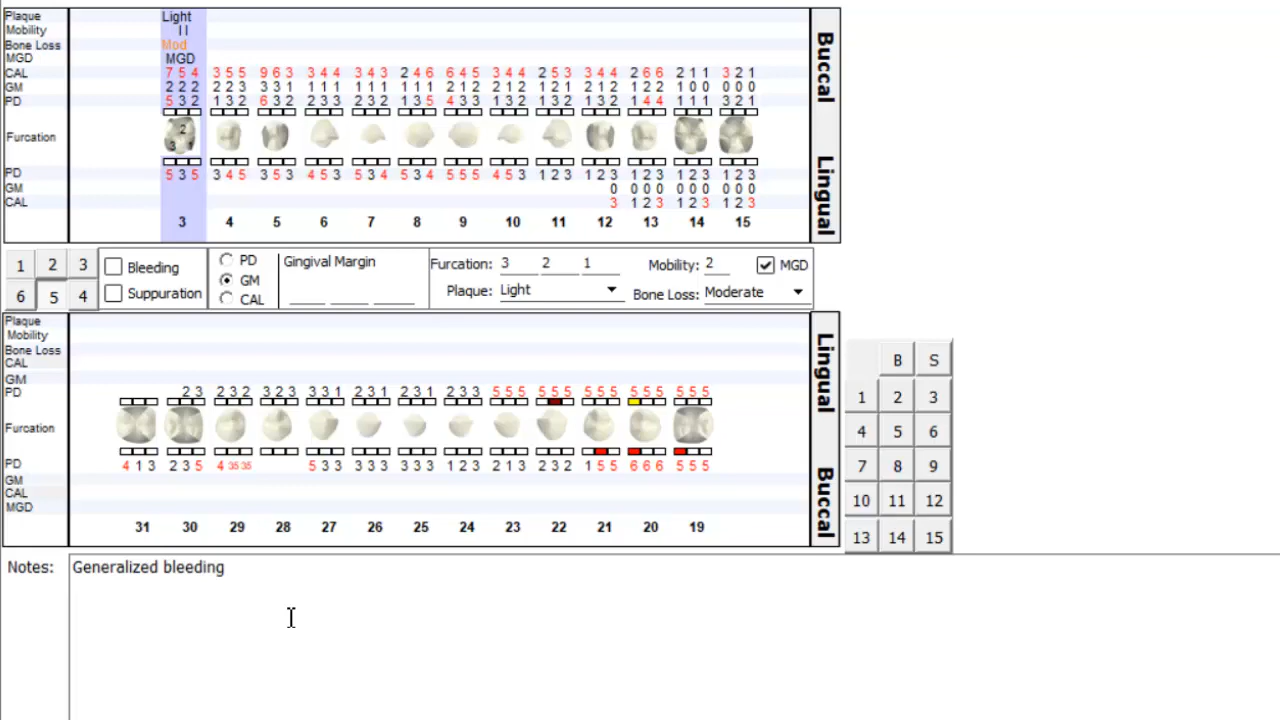 Plaque Light
Mobility I I
Bone Loss Mod
MGD MGD
CAL 7 5 4 3 5 5 9 6 3 3 4 4 3 4 3 2 4 6 6 4 5 3 4 4 2 5 3 3 4 4 2 6 6 2 1 1 3 2 1
GM 2 2 2 2 2 3 3 3 1 1 1 1 1 1 1 1 1 1 2 1 2 2 1 2 1 2 1 2 1 2 1 2 2 1 0 0 0 0 0
PD 5 3 2 1 3 2 6 3 2 2 3 3 2 3 2 1 3 5 4 3 3 1 3 2 1 3 2 1 3 2 1 4 4 1 1 1 3 2 1
Buccal
Furcation 2 3 1
PD 5 3 5 3 4 5 3 5 3 4 5 3 5 3 4 5 3 4 5 5 5 4 5 3 1 2 3 1 2 3 1 2 3 1 2 3 1 2 3
GM 0 0 0 0 0 0 0 0 0 0
CAL 3 1 2 3 1 2 3 1 2 3
Lingual
3 4 5 6 7 8 9 10 11 12 13 14 15
1 2 3
6 5 4
Bleeding
Suppuration
PD
GM
CAL
Gingival Margin
Furcation: 3 2 1 Mobility: 2 MGD
Plaque: Light Bone Loss: Moderate
Plaque
Mobility
Bone Loss
CAL
GM
PD 2 3 2 3 2 3 2 3 3 3 1 2 3 1 2 3 1 2 3 3 5 5 5 5 5 5 5 5 5 5 5 5 5 5 5
Lingual
Furcation
PD 4 1 3 2 3 5 4 35 35 5 3 3 3 3 3 3 3 3 1 2 3 2 1 3 2 3 2 1 5 5 6 6 6 5 5 5
GM
CAL
MGD
Buccal
31 30 29 28 27 26 25 24 23 22 21 20 19
B S
1 2 3
4 5 6
7 8 9
10 11 12
13 14 15
Notes: Generalized bleeding